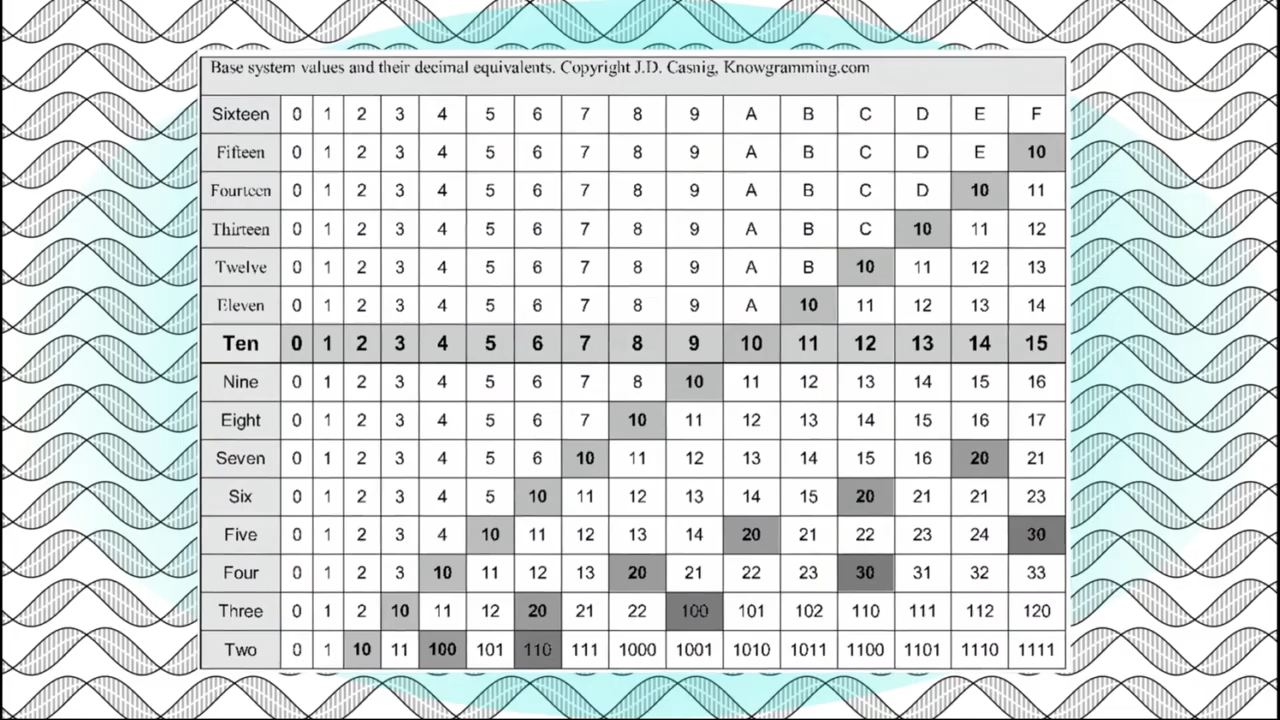 Base system values and their decimal equivalents. Copyright J.D. Casnig, Knowgramming.com
Sixteen 0 1 2 3 4 5 6 7 8 9 A B C D E F
Fifteen 0 1 2 3 4 5 6 7 8 9 A B C D E 10
Fourteen 0 1 2 3 4 5 6 7 8 9 A B C D 10 11
Thirteen 0 1 2 3 4 5 6 7 8 9 A B C 10 11 12
Twelve 0 1 2 3 4 5 6 7 8 9 A B 10 11 12 13
Eleven 0 1 2 3 4 5 6 7 8 9 A 10 11 12 13 14
Ten 0 1 2 3 4 5 6 7 8 9 10 11 12 13 14 15
Nine 0 1 2 3 4 5 6 7 8 10 11 12 13 14 15 16
Eight 0 1 2 3 4 5 6 7 10 11 12 13 14 15 16 17
Seven 0 1 2 3 4 5 6 10 11 12 13 14 15 16 20 21
Six 0 1 2 3 4 5 10 11 12 13 14 15 20 21 21 23
Five 0 1 2 3 4 10 11 12 13 14 20 21 22 23 24 30
Four 0 1 2 3 10 11 12 13 20 21 22 23 30 31 32 33
Three 0 1 2 10 11 12 20 21 22 100 101 102 110 111 112 120
Two 0 1 10 11 100 101 110 111 1000 1001 1010 1011 1100 1101 1110 1111